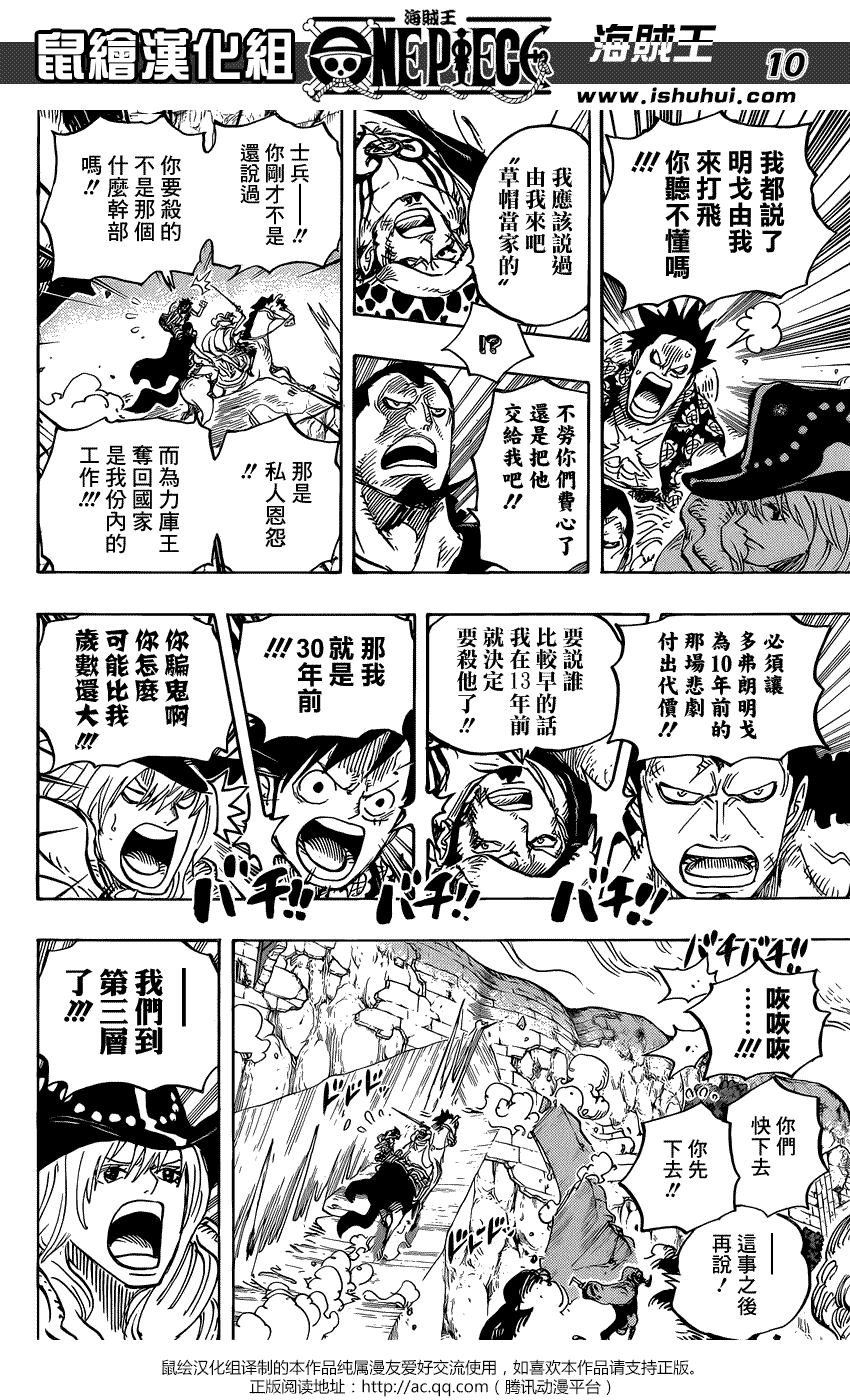 鼠繪漢化組
海賊王
ONE PIECE
海賊王
10
www.ishuhui.com
我都說了
明戈由我
來打飛
你聽不懂嗎
!!!
我應該說過
由我來吧
“草帽當家的”
!?
不勞你們費心了
還是把他
交給我吧!!
士兵——!!
你剛才不是
還說過
你要殺的
不是那個
什麼幹部
嗎!!
那是
私人恩怨
!!
而為力庫王
奪回國家
是我份內的
工作!!!
必須讓
多弗朗明戈
為10年前的
那場悲劇
付出代價!!
要說誰
比較早的話
我在13年前
就決定
要殺他了!!
那我
就是
30年前
!!!
你騙鬼啊
你怎麼
可能比我
歲數還大
!!!
バチ!!
バチ!!
バチ!!
バチバチ!!
咴咴咴
……!!!
你們
快下去
你先
下去!!
——
這事之後
再說!
ドドド
ドドド
——
我們到
第三層
了!!!
鼠绘汉化组译制的本作品纯属漫友爱好交流使用，如喜欢本作品请支持正版。
正版阅读地址：http://ac.qq.com（腾讯动漫平台）